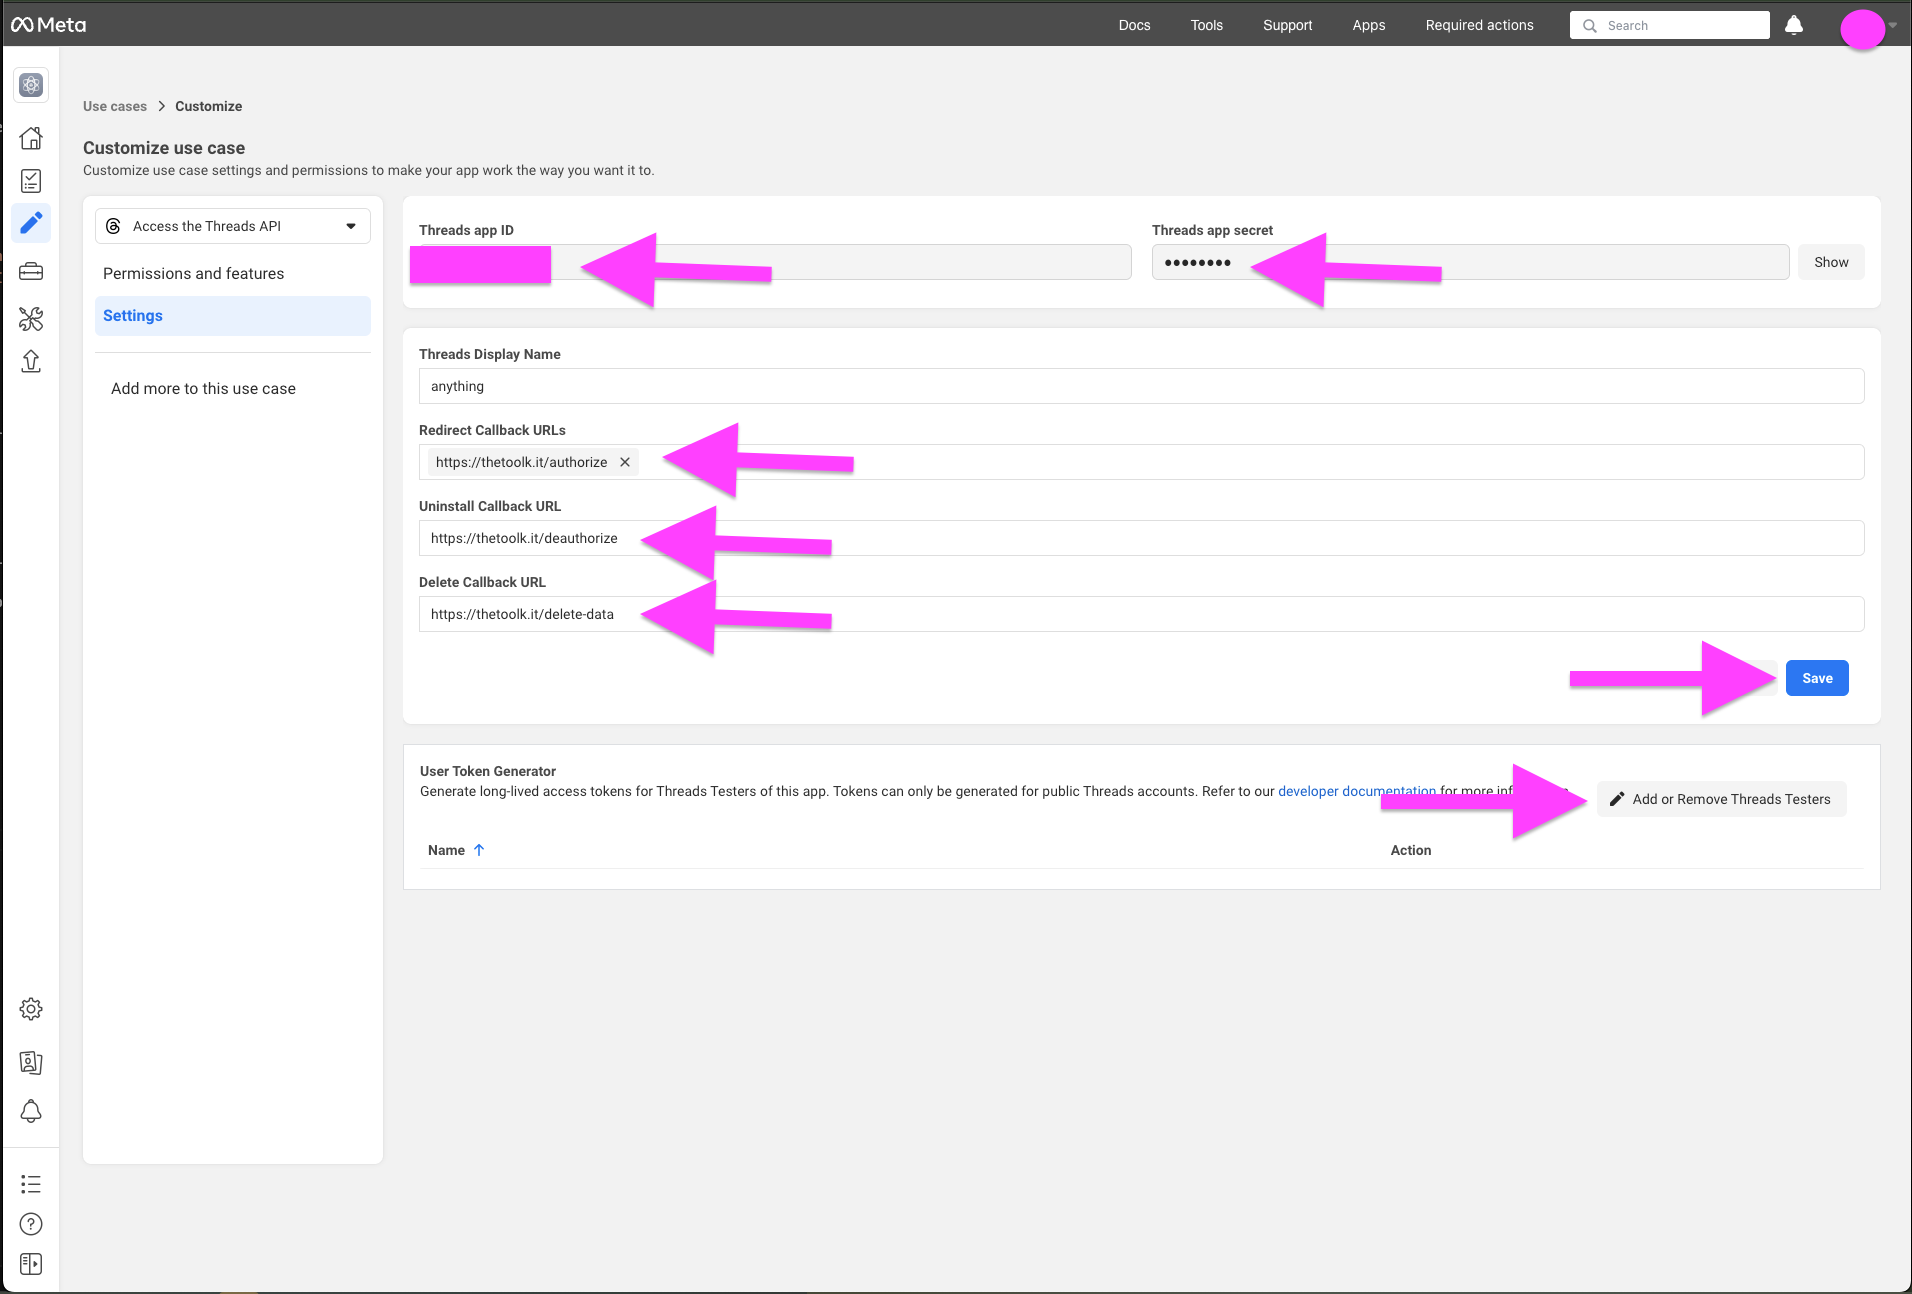 Meta
Docs Tools Support Apps Required actions Search
Use cases Customize
Customize use case
Customize use case settings and permissions to make your app work the way you want it to.
Access the Threads API
Permissions and features
Settings
Add more to this use case
Threads app ID
Threads app secret
•••••••• Show
Threads Display Name
anything
Redirect Callback URLs
https://thetoolk.it/authorize
Uninstall Callback URL
https://thetoolk.it/deauthorize
Delete Callback URL
https://thetoolk.it/delete-data
Save
User Token Generator
Generate long-lived access tokens for Threads Testers of this app. Tokens can only be generated for public Threads accounts. Refer to our developer documentation for more
Add or Remove Threads Testers
Name Action